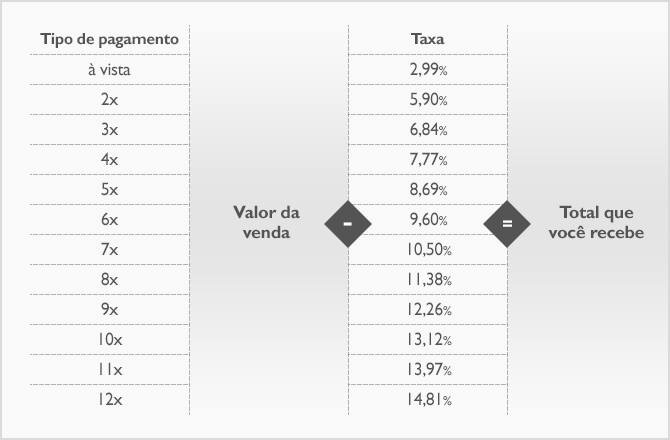 Tipo de pagamento Taxa
à vista 2,99%
2x 5,90%
3x 6,84%
4x 7,77%
5x 8,69%
6x 9,60%
7x 10,50%
8x 11,38%
9x 12,26%
10x 13,12%
11x 13,97%
12x 14,81%
Valor da
venda
-
=
Total que
você recebe